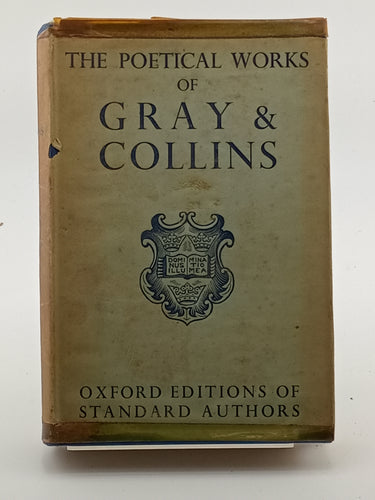 THE POETICAL WORKS
OF
GRAY &
COLLINS
DOMI MINA
NUS TIO
ILLU MEA
OXFORD EDITIONS OF
STANDARD AUTHORS